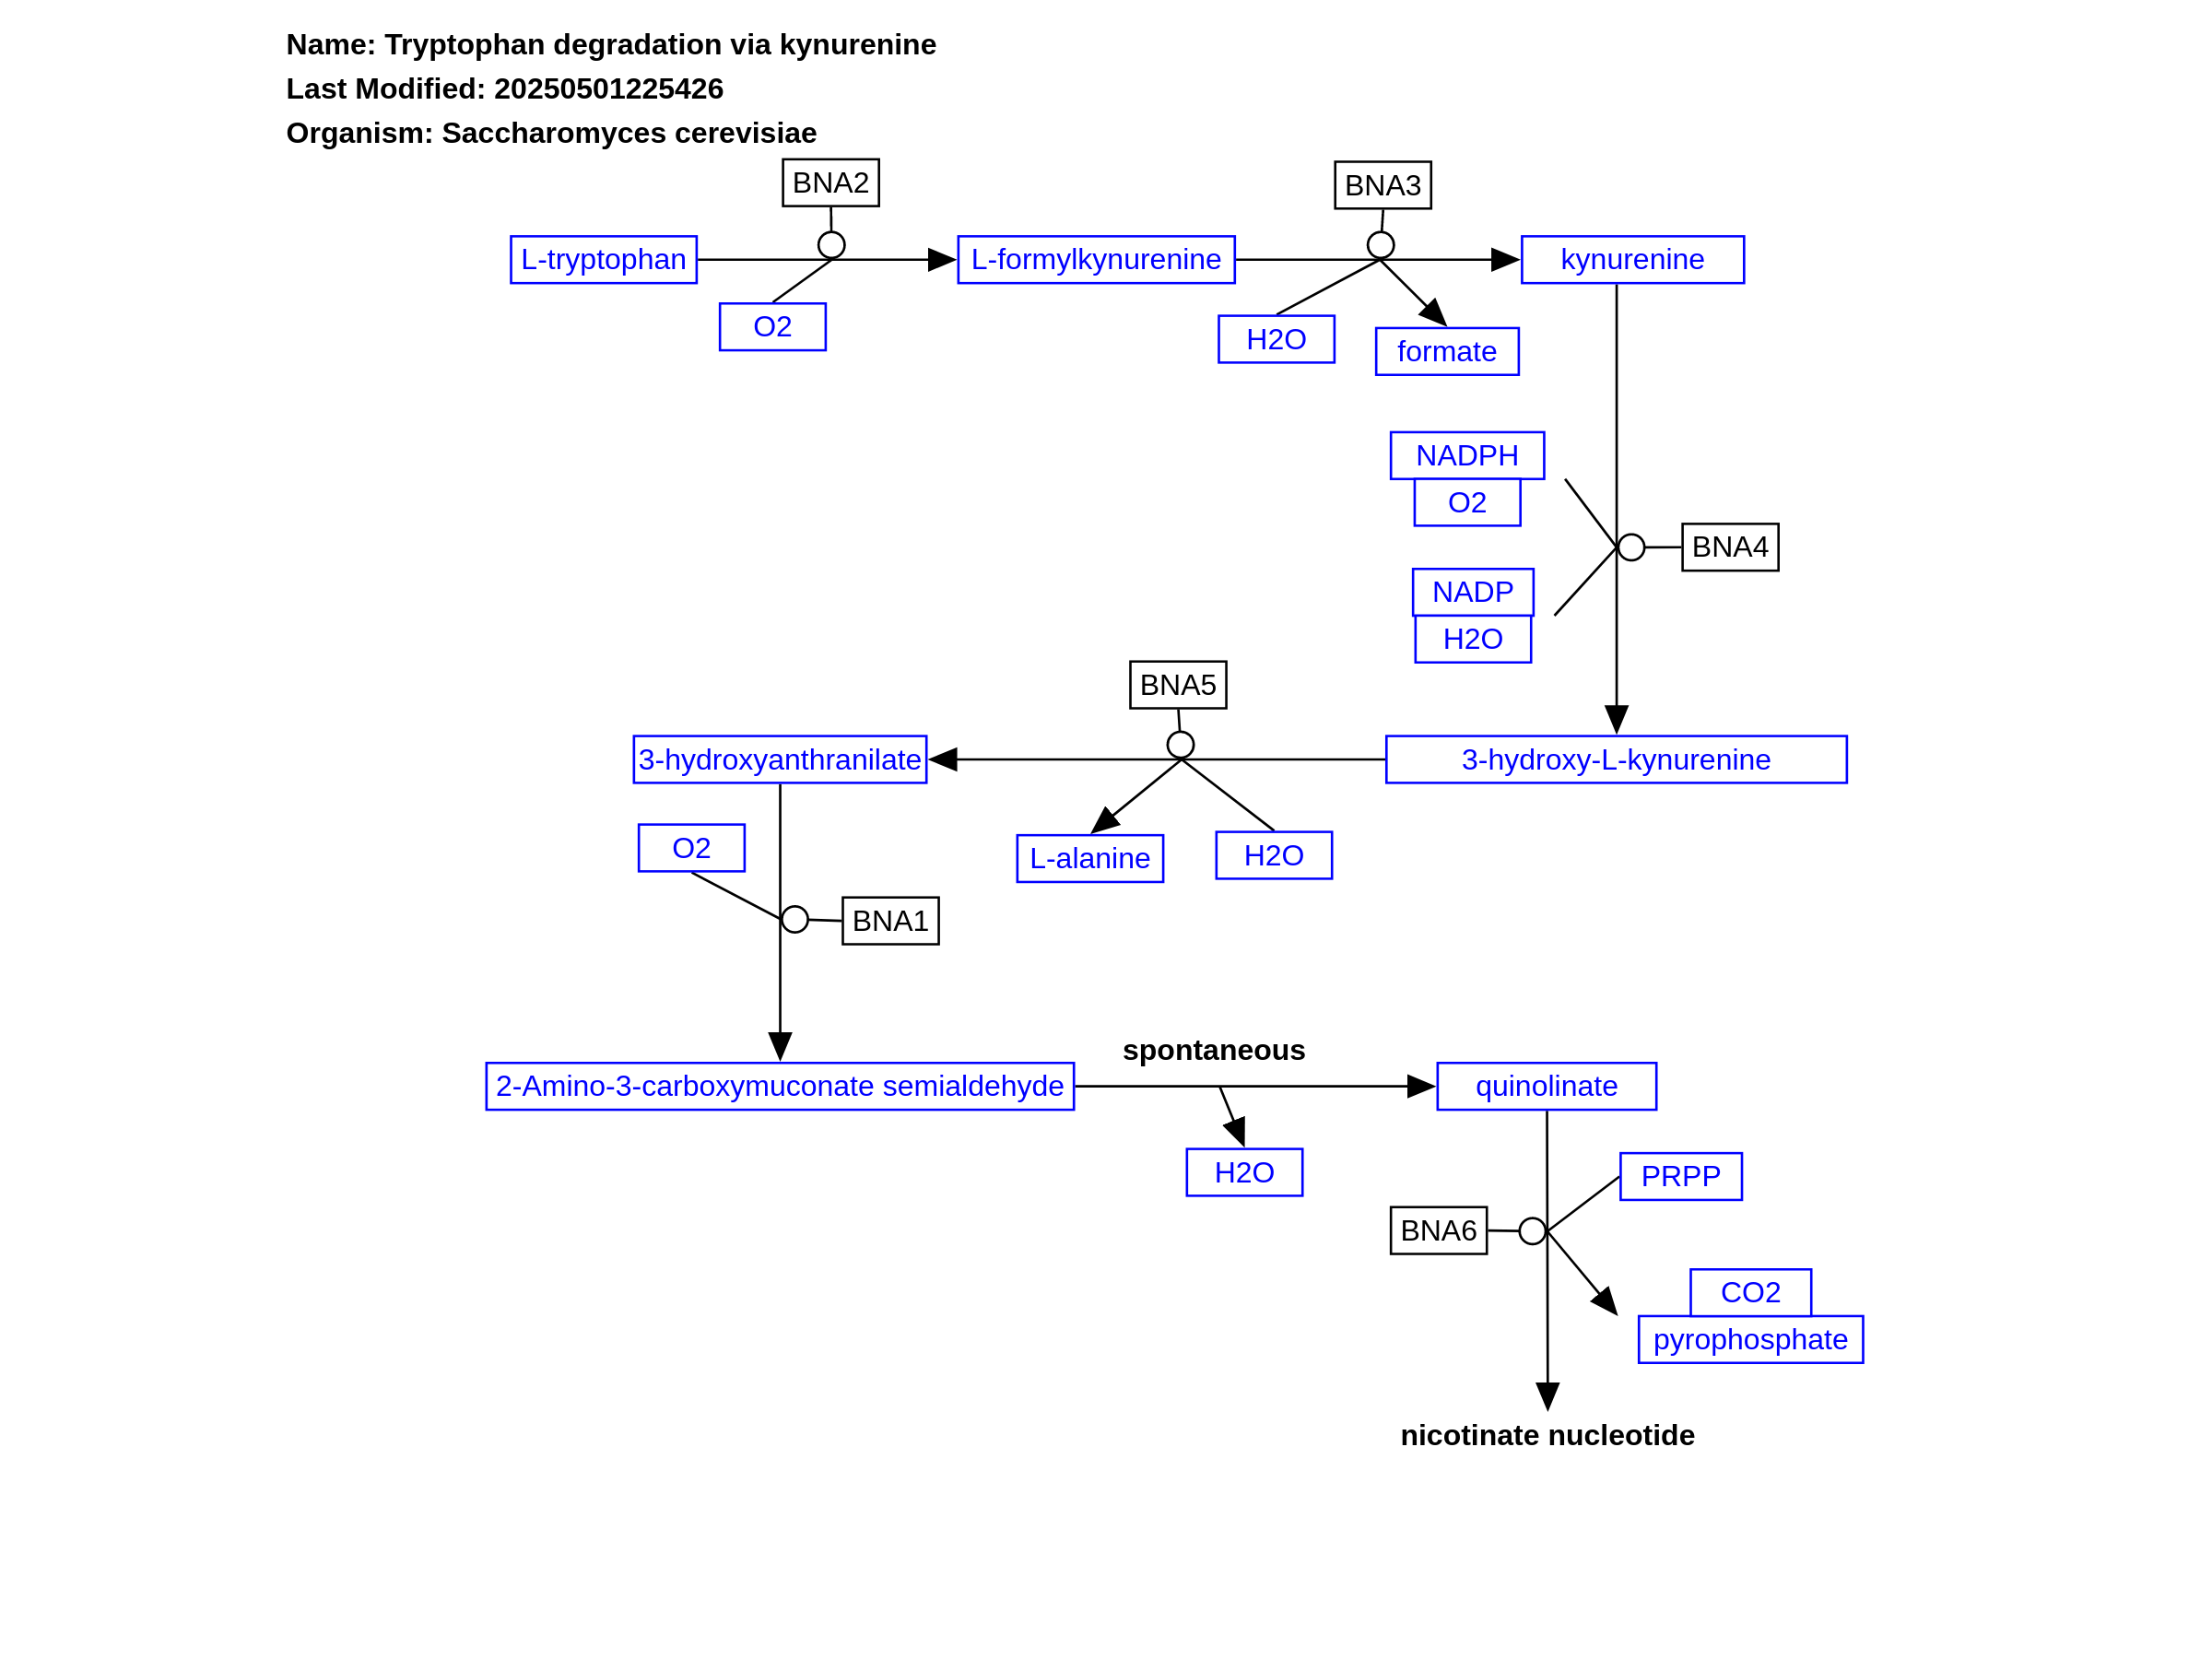 Name: Tryptophan degradation via kynurenine
Last Modified: 20250501225426
Organism: Saccharomyces cerevisiae
BNA2
BNA3
L-tryptophan
L-formylkynurenine
kynurenine
O2
H2O
formate
NADPH
O2
BNA4
NADP
H2O
BNA5
3-hydroxyanthranilate
3-hydroxy-L-kynurenine
O2
L-alanine
H2O
BNA1
spontaneous
2-Amino-3-carboxymuconate semialdehyde
quinolinate
H2O
PRPP
BNA6
CO2
pyrophosphate
nicotinate nucleotide